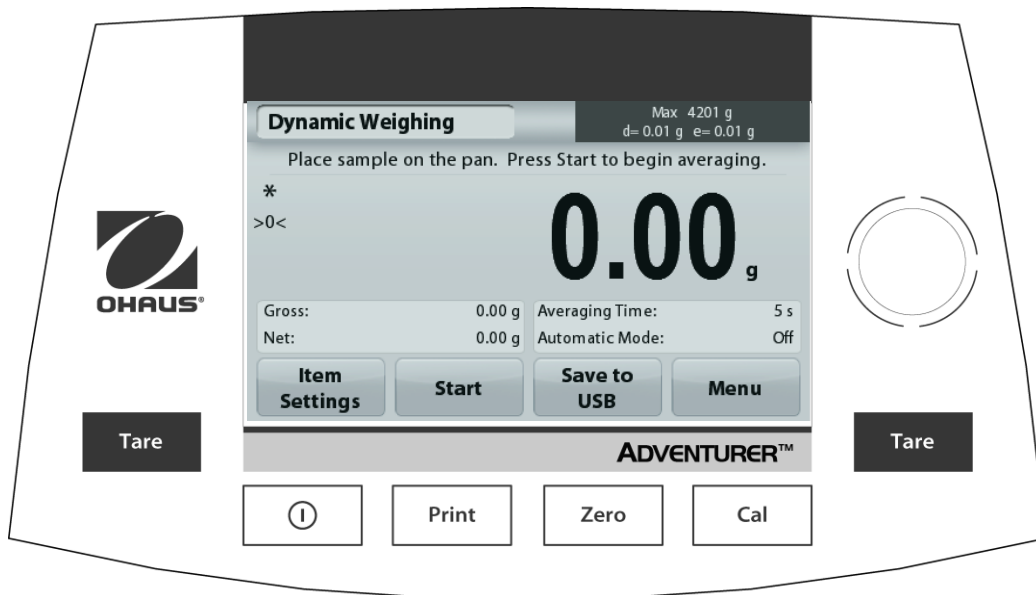 Dynamic Weighing
Max 4201 g
d= 0.01 g e= 0.01 g
Place sample on the pan. Press Start to begin averaging.
*
>0<
0.00 g
OHAUS®
Gross: 0.00 g
Net: 0.00 g
Averaging Time: 5 s
Automatic Mode: Off
Item
Settings
Start
Save to
USB
Menu
Tare
ADVENTURER™
Tare
Print
Zero
Cal